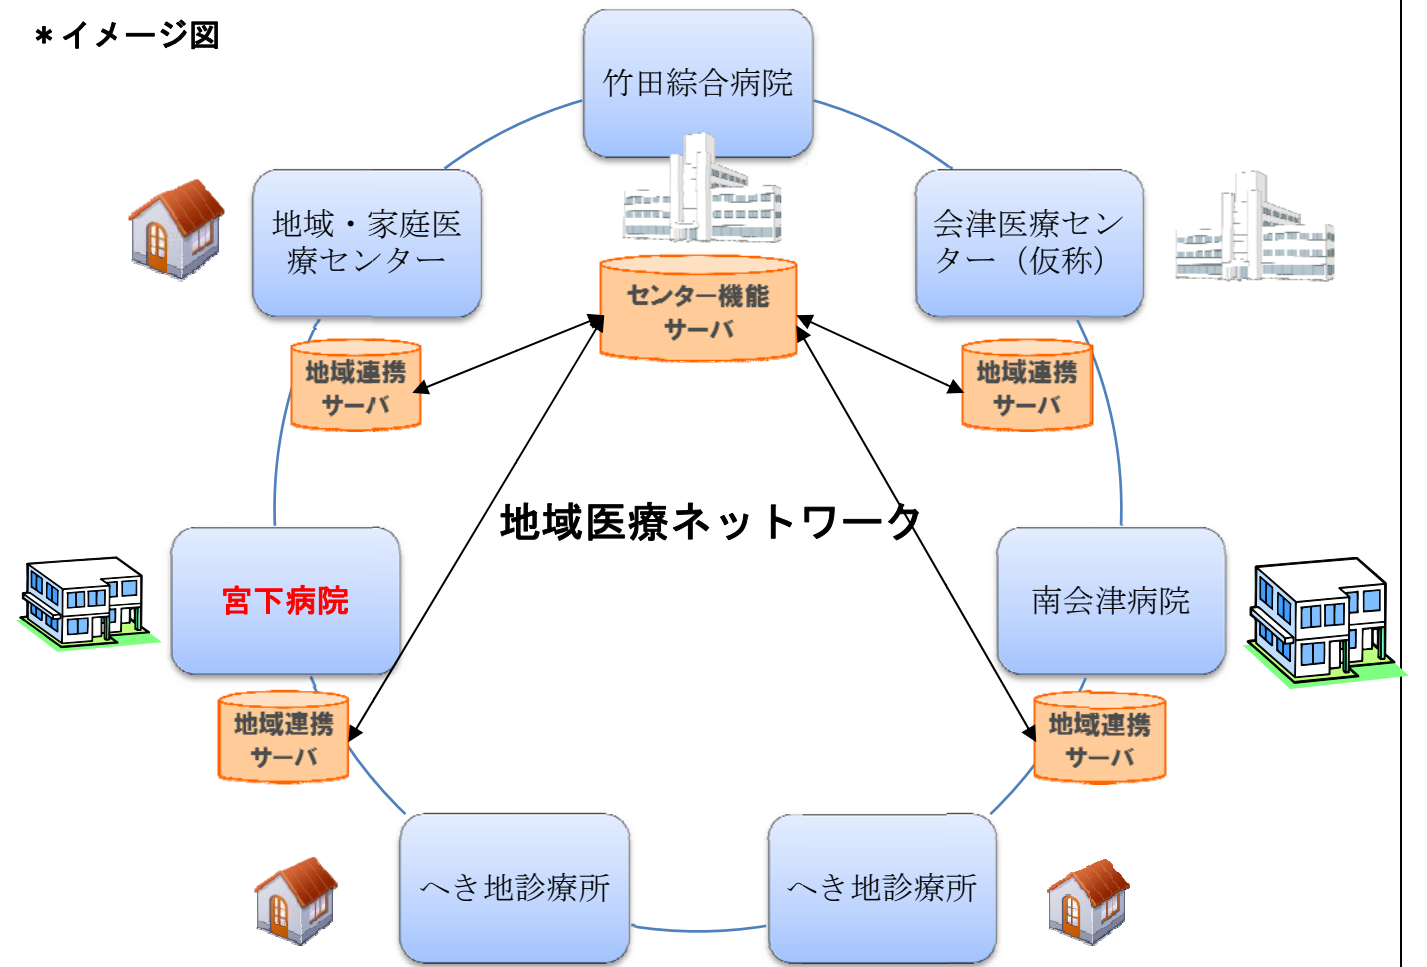 ＊イメージ図
竹田綜合病院
地域・家庭医
療センター
会津医療セン
ター（仮称）
センター機能
サーバ
地域連携
サーバ
地域連携
サーバ
地域医療ネットワーク
宮下病院
南会津病院
地域連携
サーバ
地域連携
サーバ
へき地診療所
へき地診療所